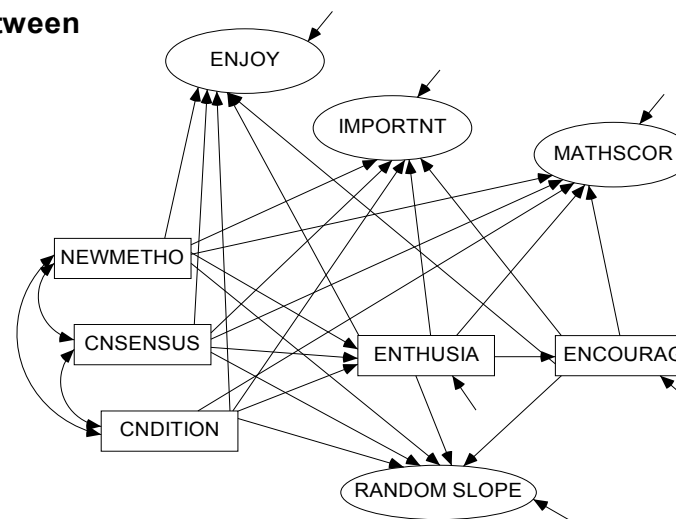 tween
ENJOY
IMPORTNT
MATHSCOR
NEWMETHO
CNSENSUS
ENTHUSIA
ENCOURAG
CNDITION
RANDOM SLOPE